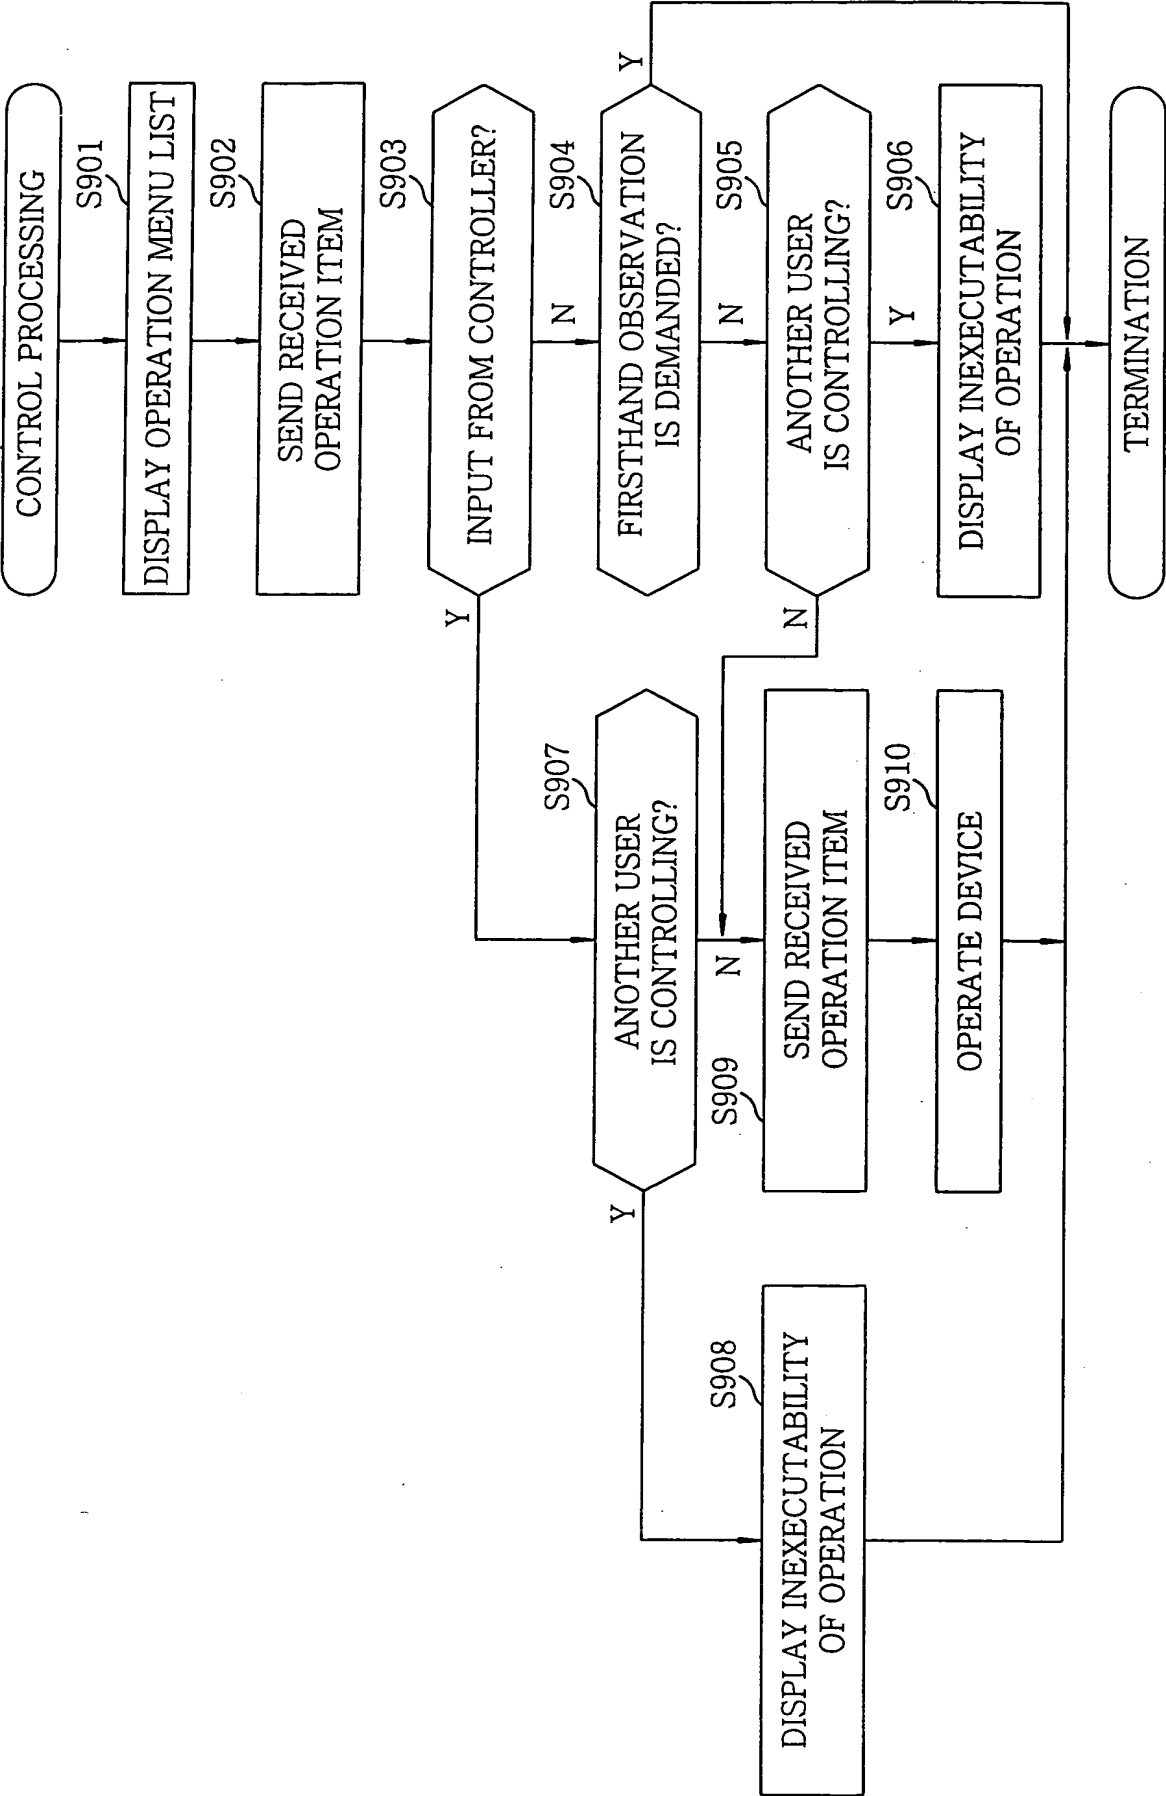 CONTROL PROCESSING
S901
DISPLAY OPERATION MENU LIST
S902
SEND RECEIVED
OPERATION ITEM
S903
INPUT FROM CONTROLLER?
Y
N
S904
FIRSTHAND OBSERVATION
IS DEMANDED?
Y
N
S905
ANOTHER USER
IS CONTROLLING?
N
Y
S906
DISPLAY INEXECUTABILITY
OF OPERATION
TERMINATION
S907
ANOTHER USER
IS CONTROLLING?
Y
N
S909
SEND RECEIVED
OPERATION ITEM
S910
OPERATE DEVICE
S908
DISPLAY INEXECUTABILITY
OF OPERATION